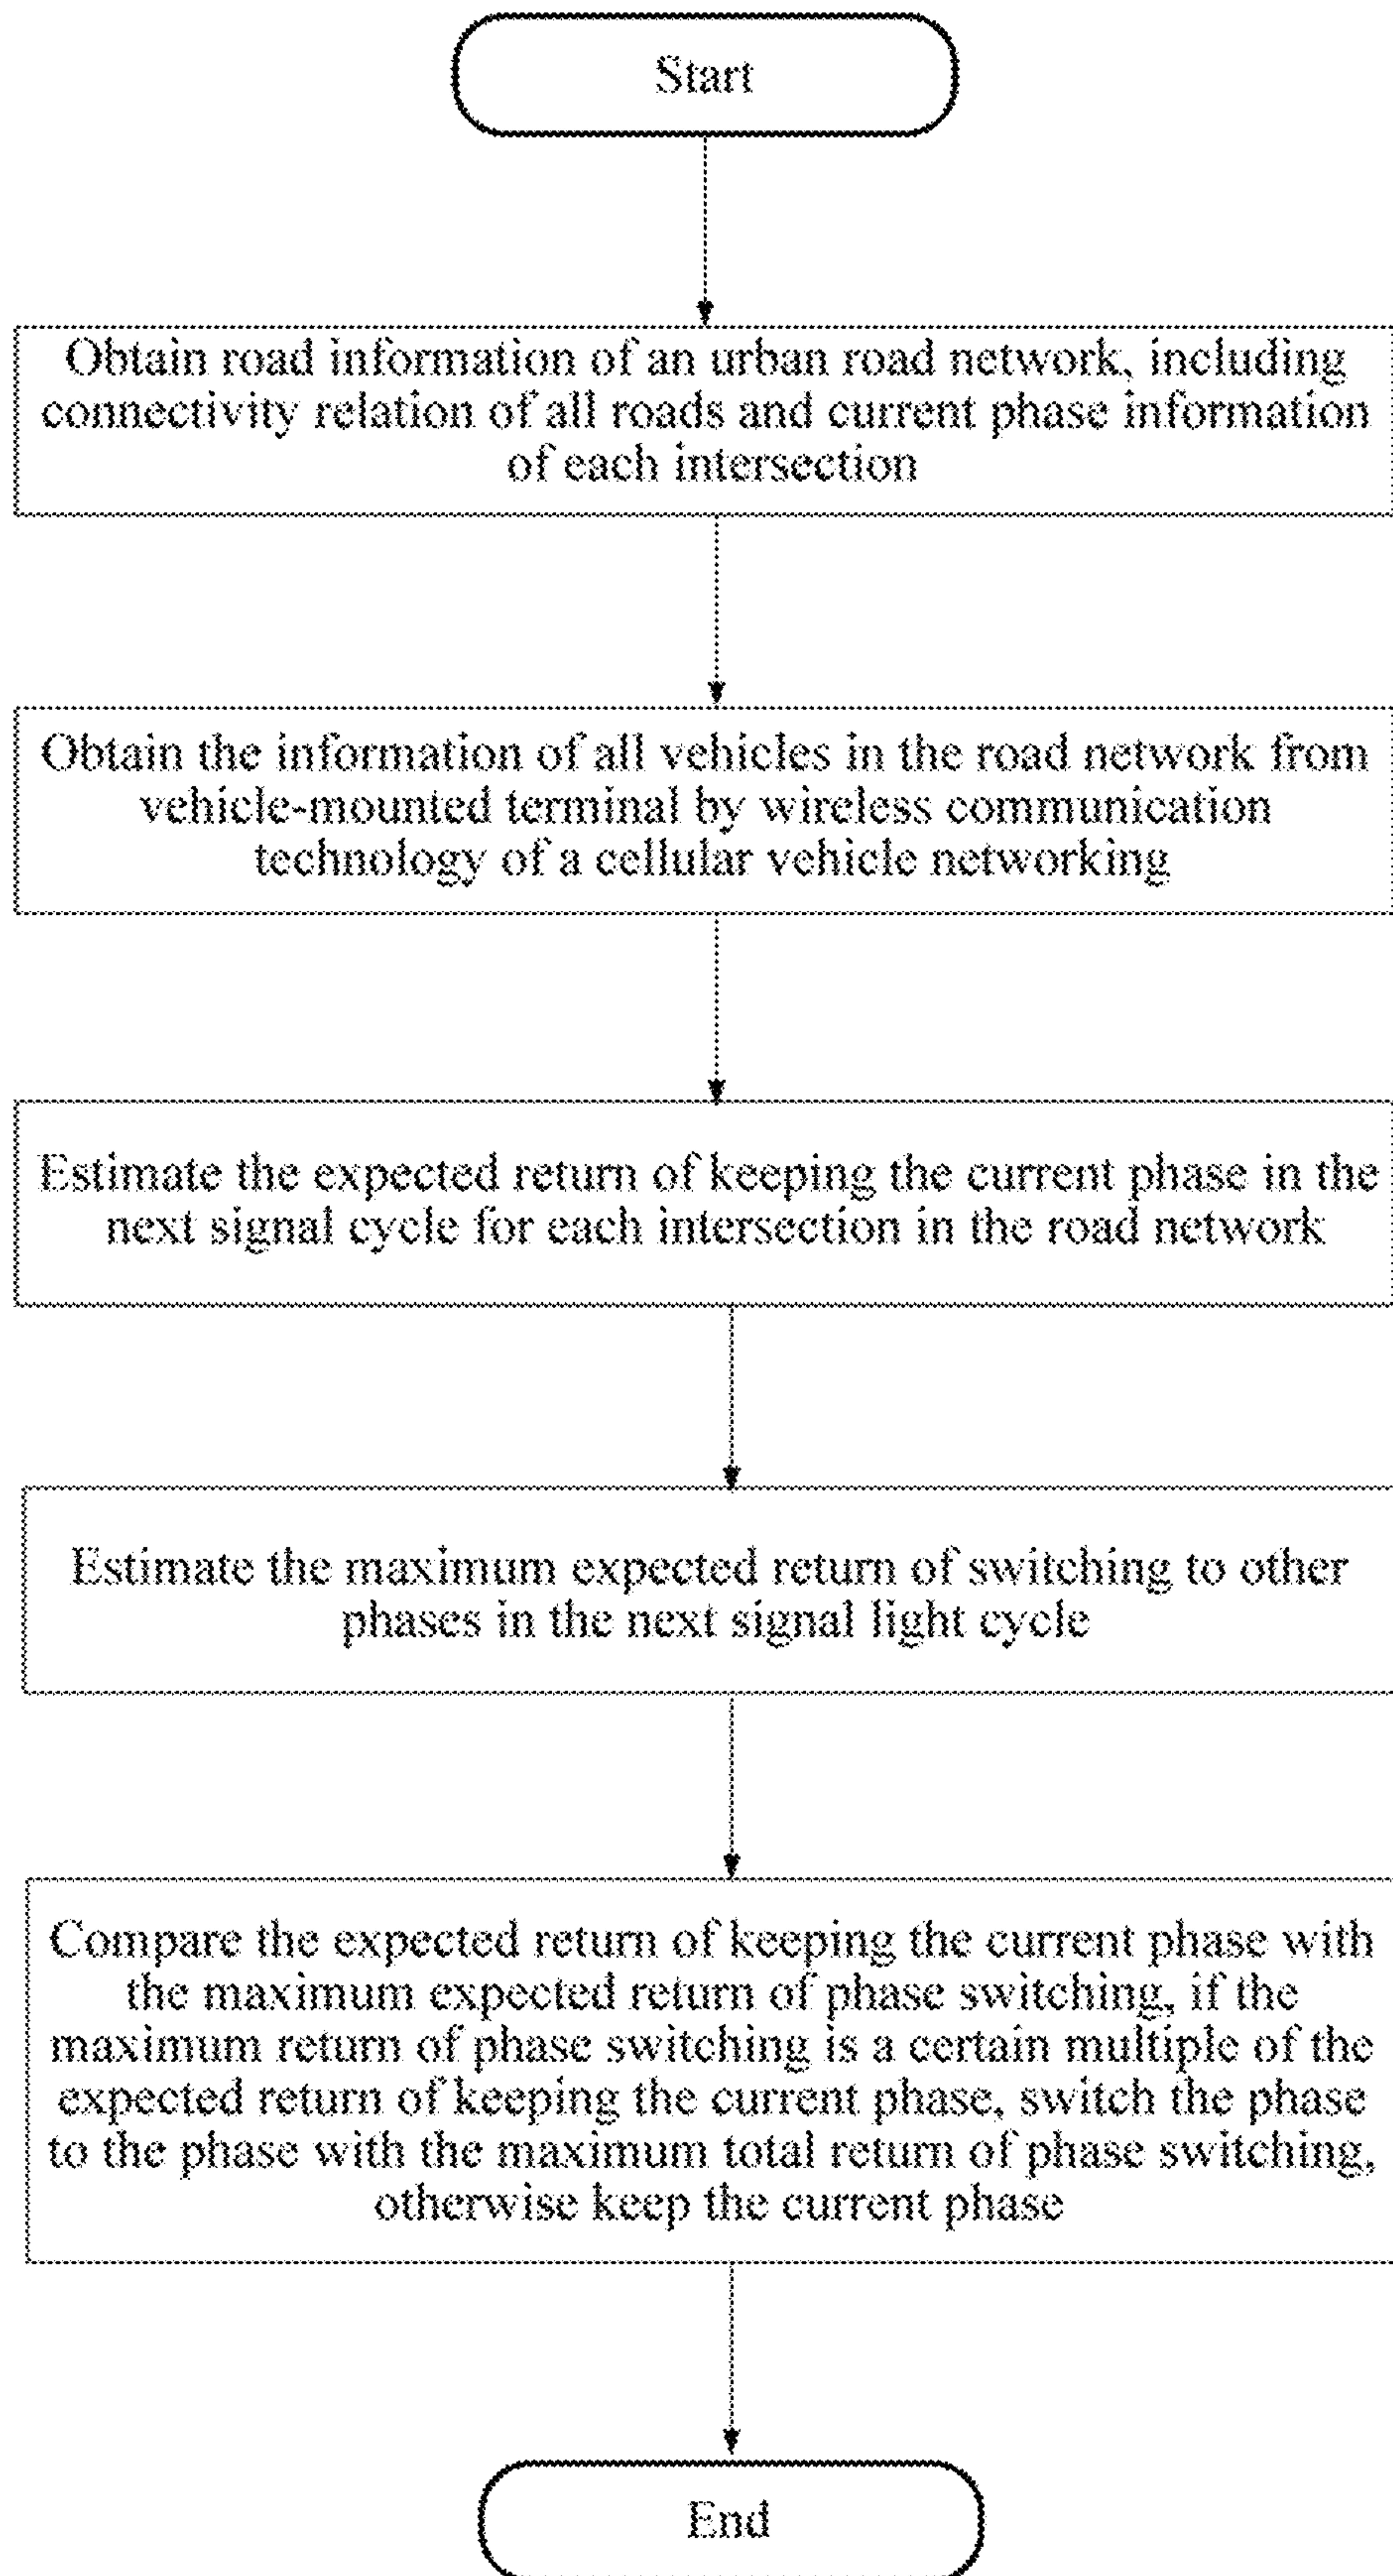 Start
Obtain road information of an urban road network, including
connectivity relation of all roads and current phase information
of each intersection
Obtain the information of all vehicles in the road network from
vehicle-mounted terminal by wireless communication
technology of a cellular vehicle networking
Estimate the expected return of keeping the current phase in the
next signal cycle for each intersection in the road network
Estimate the maximum expected return of switching to other
phases in the next signal light cycle
Compare the expected return of keeping the current phase with
the maximum expected return of phase switching, if the
maximum return of phase switching is a certain multiple of the
expected return of keeping the current phase, switch the phase
to the phase with the maximum total return of phase switching,
otherwise keep the current phase
End